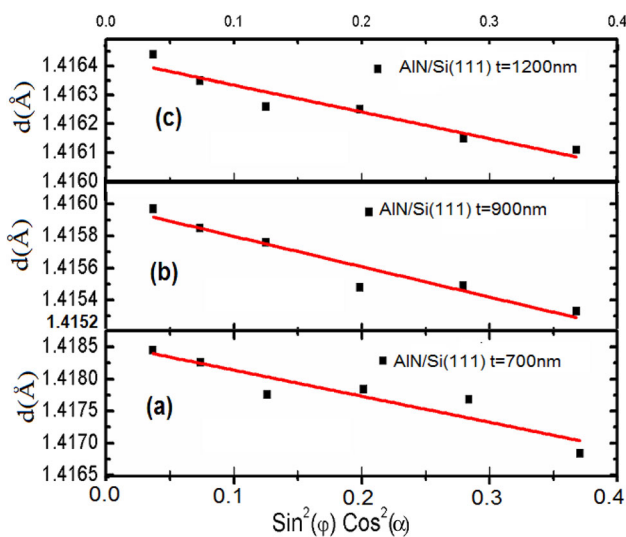 0.0 0.1 0.2 0.3 0.4
d(Å)
1.4164
1.4163
1.4162
1.4161
1.4160
AlN/Si(111) t=1200nm
(c)
d(Å)
1.4160
1.4158
1.4156
1.4154
1.4152
AlN/Si(111) t=900nm
(b)
d(Å)
1.4185
1.4180
1.4175
1.4170
1.4165
AlN/Si(111) t=700nm
(a)
0.0 0.1 0.2 0.3 0.4
Sin²(φ) Cos²(α)